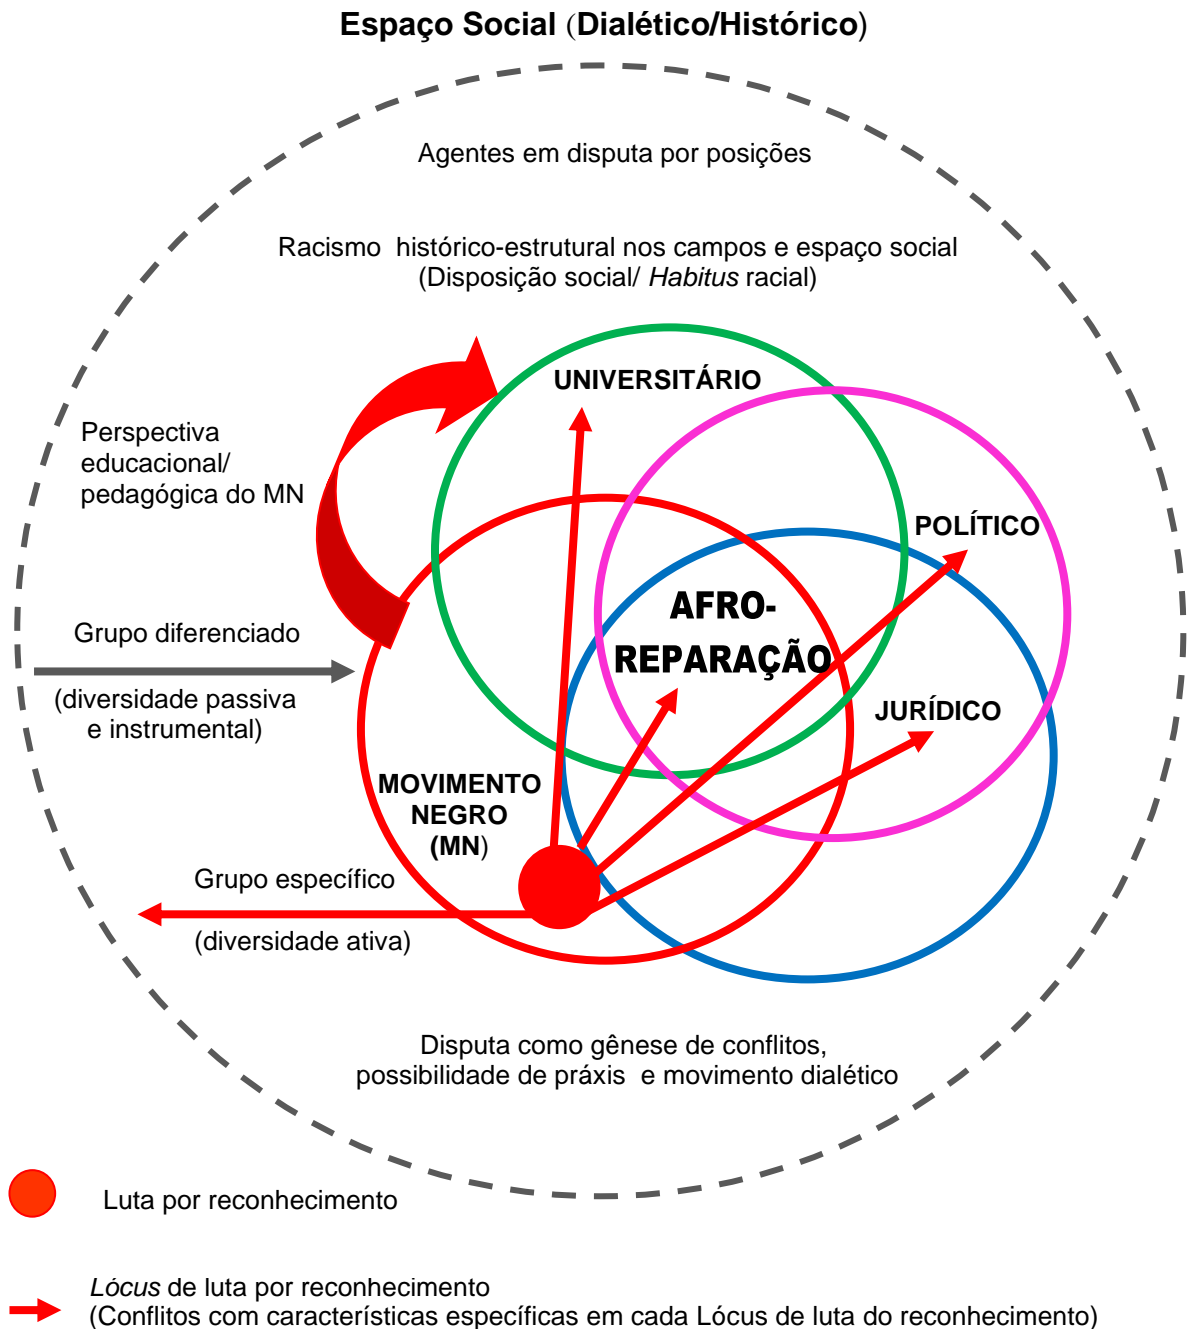 Espaço Social (Dialético/Histórico)
Agentes em disputa por posições
Racismo histórico-estrutural nos campos e espaço social
(Disposição social/ Habitus racial)
UNIVERSITÁRIO
Perspectiva
educacional/
pedagógica do MN
POLÍTICO
AFRO-
REPARAÇÃO
Grupo diferenciado
(diversidade passiva
e instrumental)
JURÍDICO
MOVIMENTO
NEGRO
(MN)
Grupo específico
(diversidade ativa)
Disputa como gênese de conflitos,
possibilidade de práxis e movimento dialético
Luta por reconhecimento
Lócus de luta por reconhecimento
(Conflitos com características específicas em cada Lócus de luta do reconhecimento)